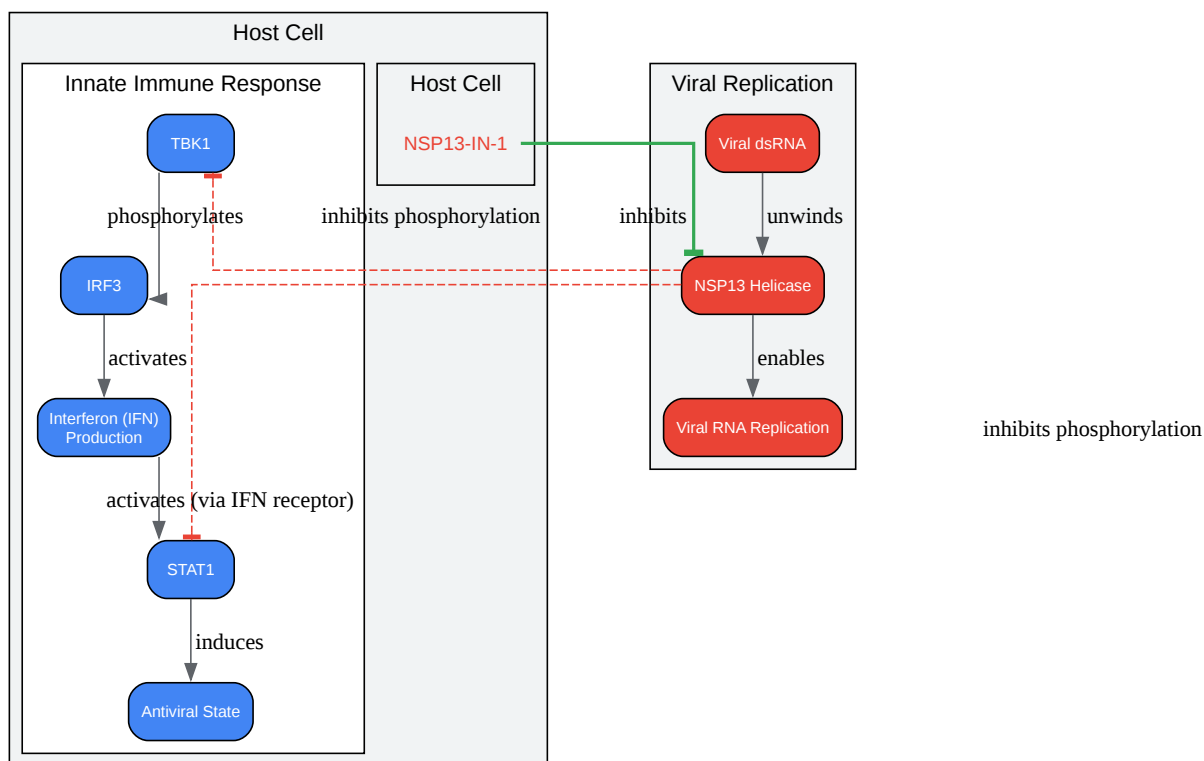 Host Cell
Innate Immune Response
Host Cell
Viral Replication
TBK1
NSP13-IN-1
Viral dsRNA
phosphorylates
inhibits phosphorylation
inhibits
unwinds
IRF3
NSP13 Helicase
activates
enables
Interferon (IFN)
Production
Viral RNA Replication
inhibits phosphorylation
activates (via IFN receptor)
STAT1
induces
Antiviral State